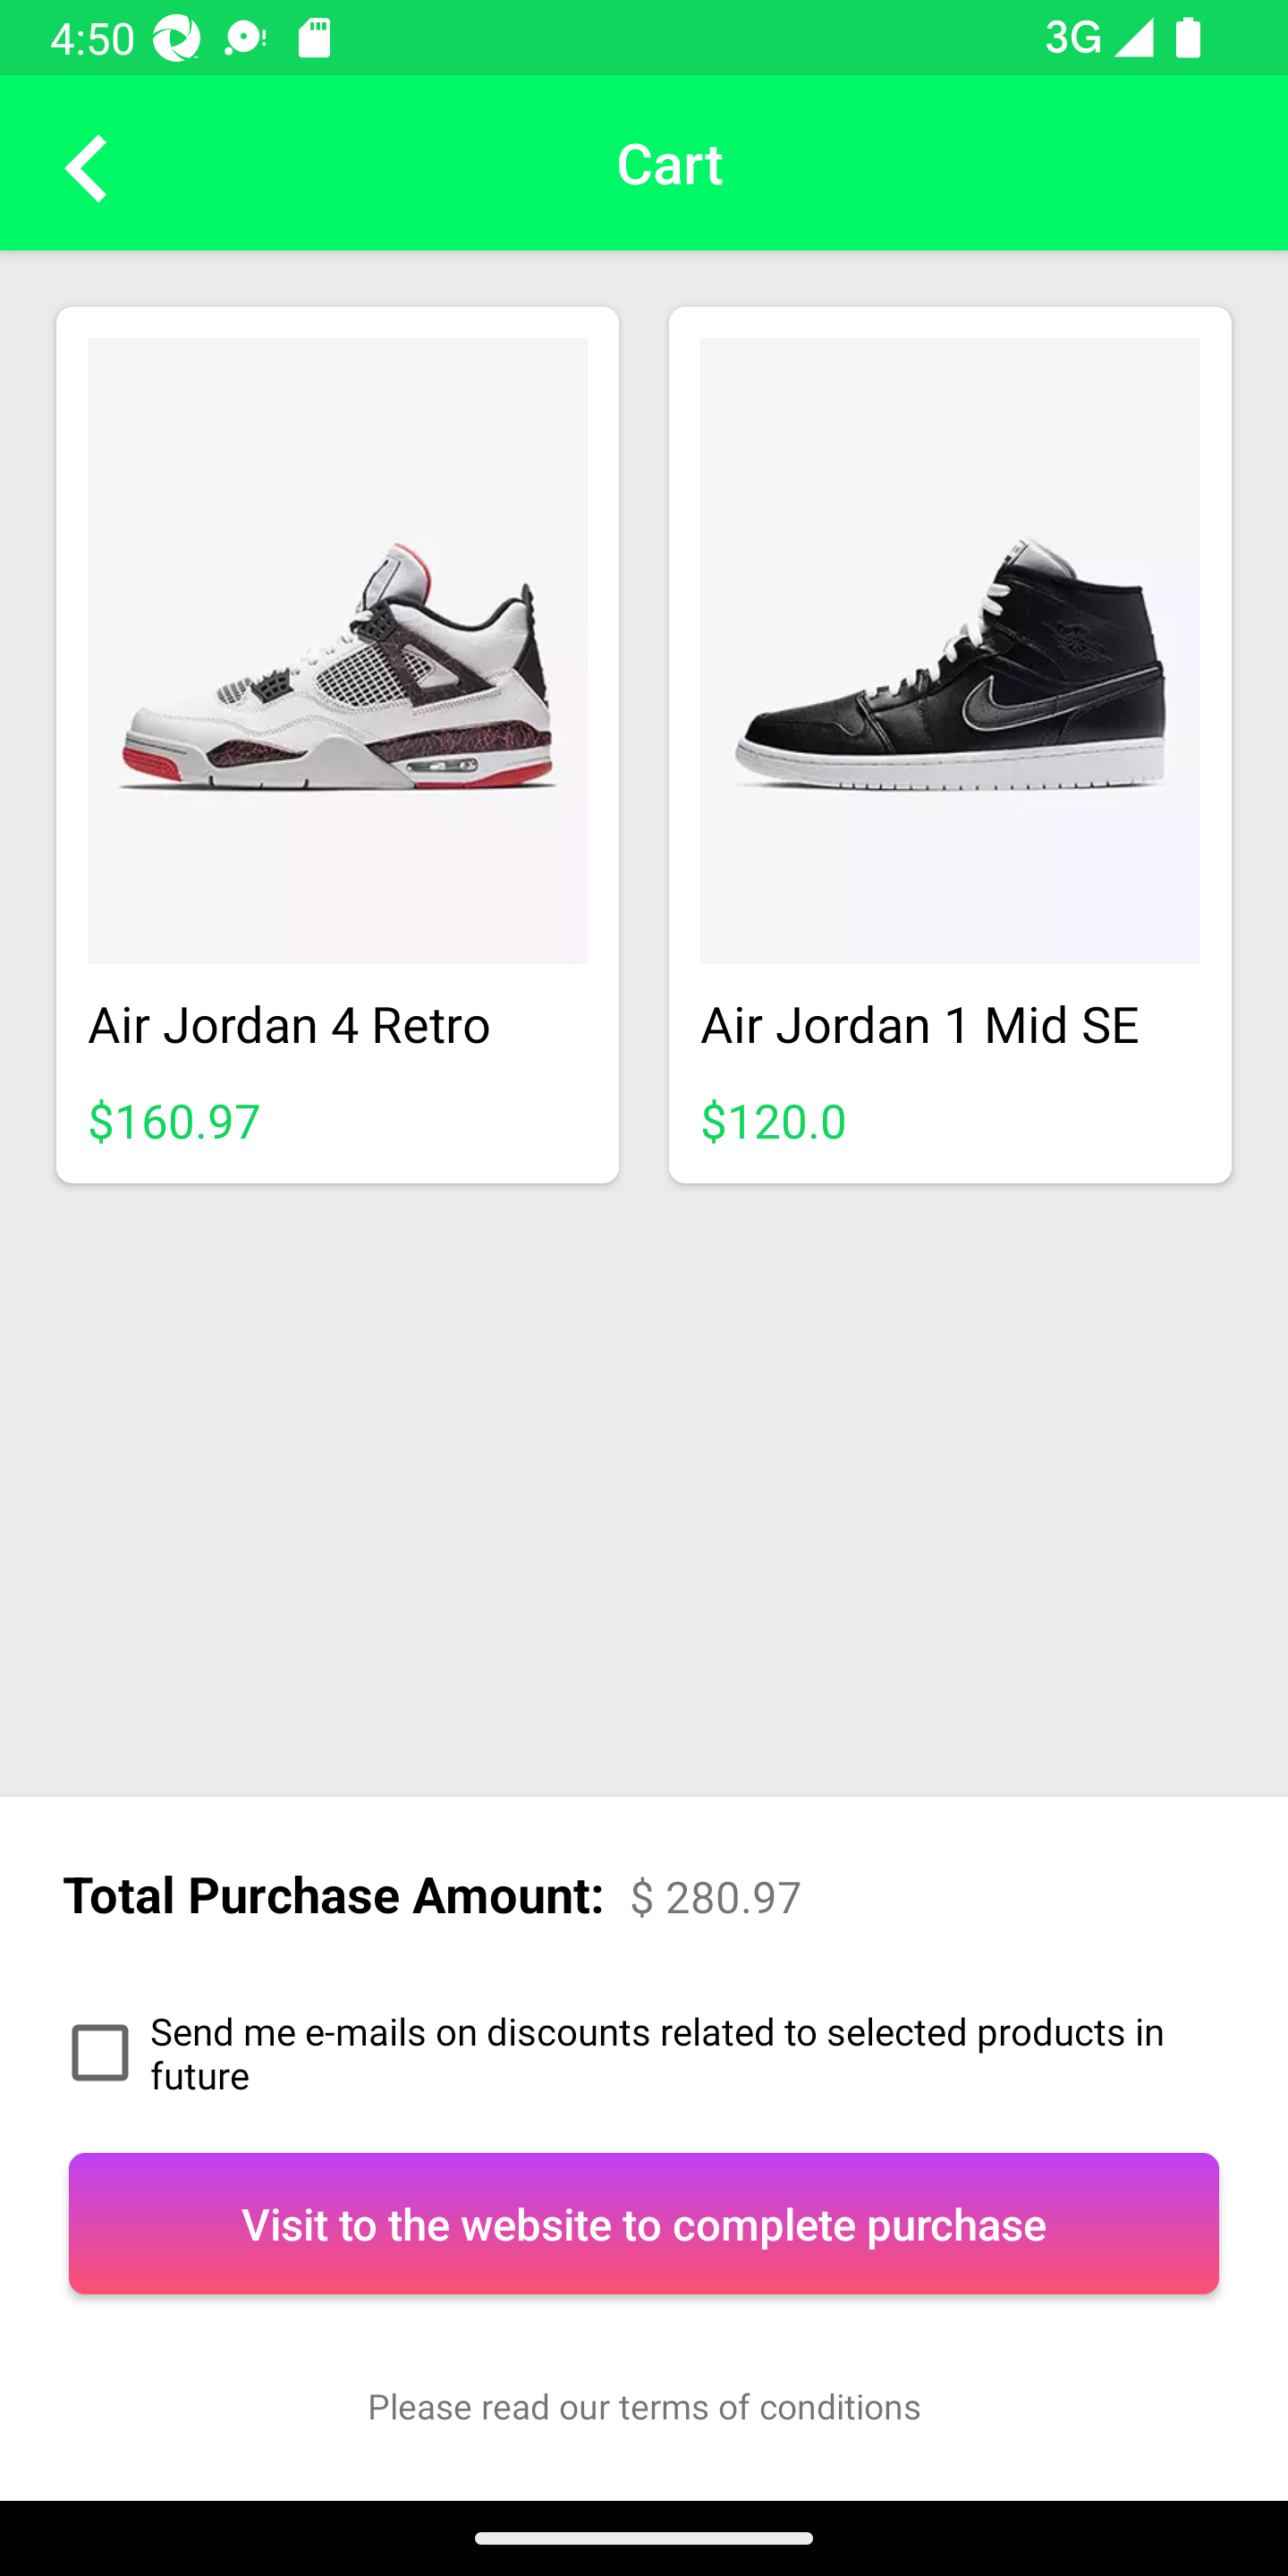 4:50
3G
Cart
Air Jordan 4 Retro
$160.97
Air Jordan 1 Mid SE
$120.0
Total Purchase Amount: $ 280.97
Send me e-mails on discounts related to selected products in
future
Visit to the website to complete purchase
Please read our terms of conditions